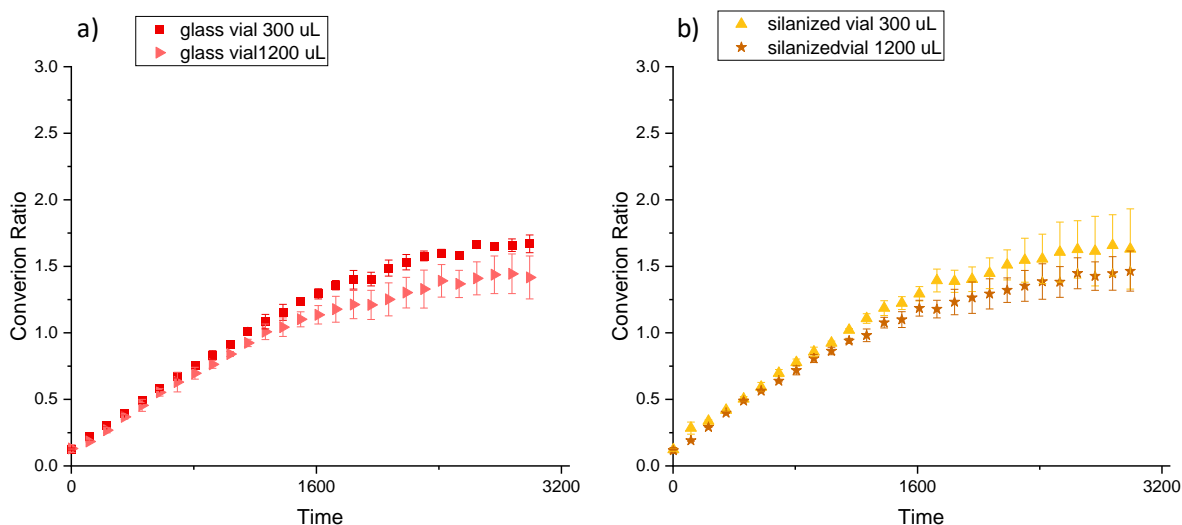 a)
glass vial 300 uL
glass vial1200 uL
3.0
2.5
2.0
1.5
1.0
0.5
0.0
Converion Ratio
0
1600
3200
Time
b)
silanized vial 300 uL
silanizedvial 1200 uL
3.0
2.5
2.0
1.5
1.0
0.5
0.0
Converion Ratio
0
1600
3200
Time